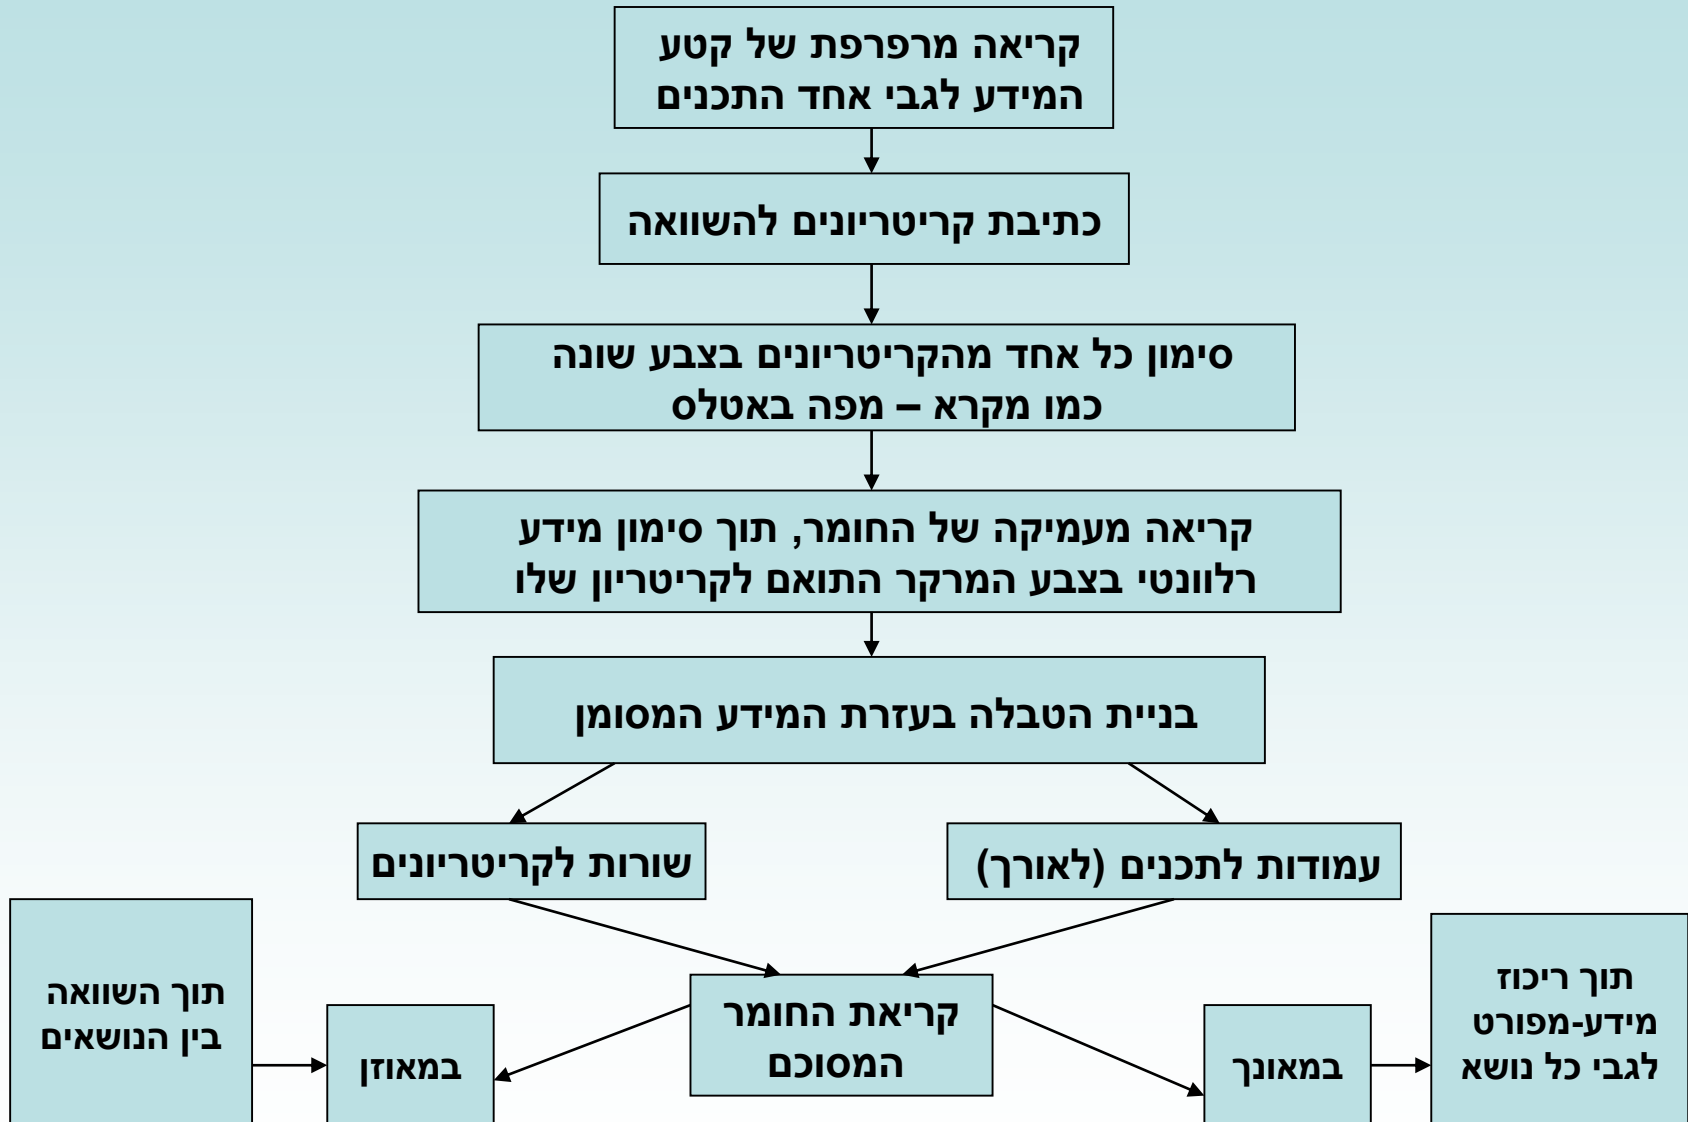 קריאה מרפרפת של קטע
המידע לגבי אחד התכנים
כתיבת קריטריונים להשוואה
סימון כל אחד מהקריטריונים בצבע שונה
כמו מקרא – מפה באטלס
קריאה מעמיקה של החומר, תוך סימון מידע
רלוונטי בצבע המרקר התואם לקריטריון שלו
בניית הטבלה בעזרת המידע המסומן
עמודות לתכנים (לאורך)
שורות לקריטריונים
קריאת החומר
המסוכם
במאונך
תוך ריכוז
מידע-מפורט
לגבי כל נושא
במאוזן
תוך השוואה
בין הנושאים